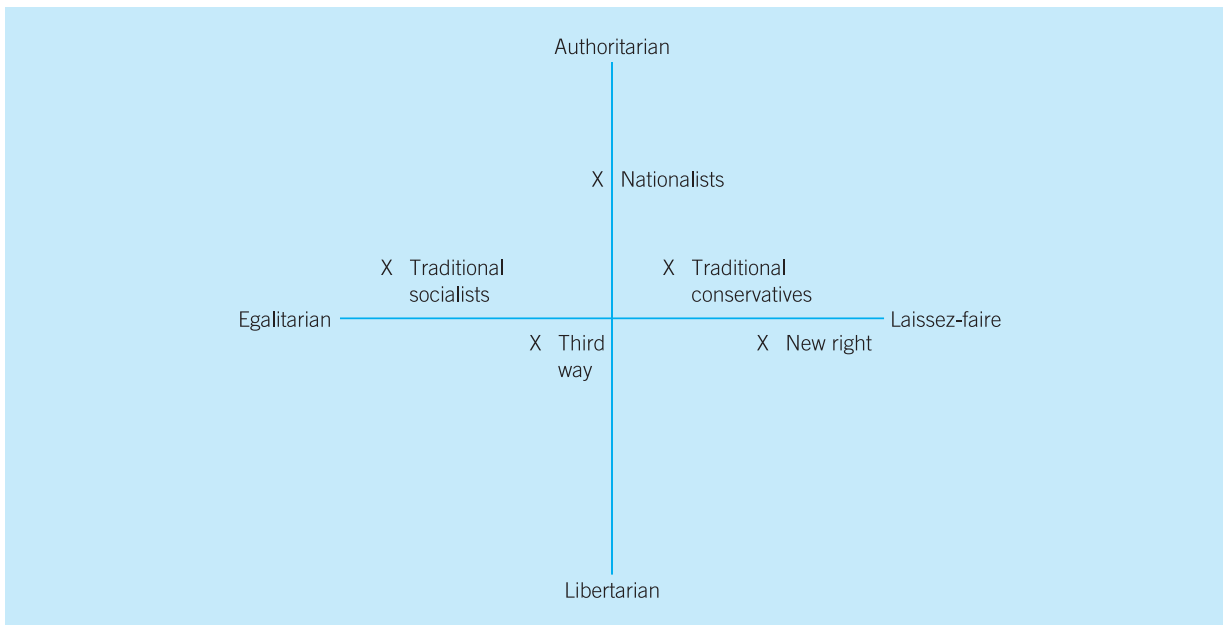 Authoritarian
X Nationalists
X Traditional
socialists
X Traditional
conservatives
Egalitarian
Laissez-faire
X Third
way
X New right
Libertarian